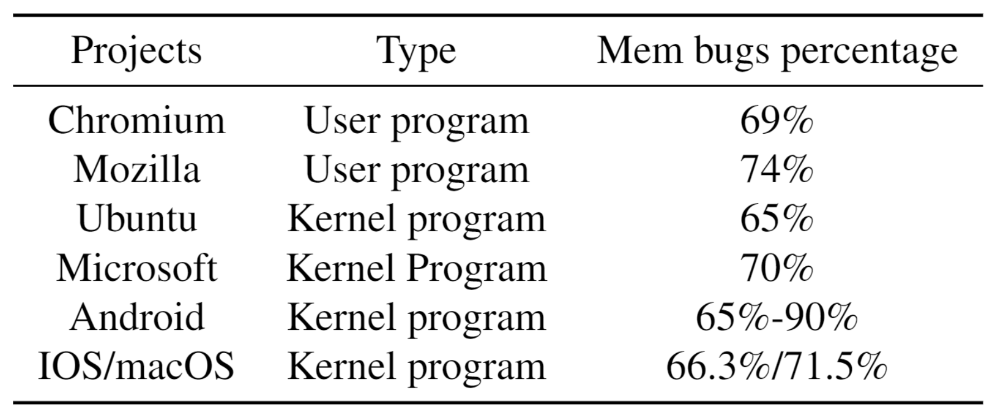 Projects Type Mem bugs percentage
Chromium User program 69%
Mozilla User program 74%
Ubuntu Kernel program 65%
Microsoft Kernel Program 70%
Android Kernel program 65%-90%
IOS/macOS Kernel program 66.3%/71.5%